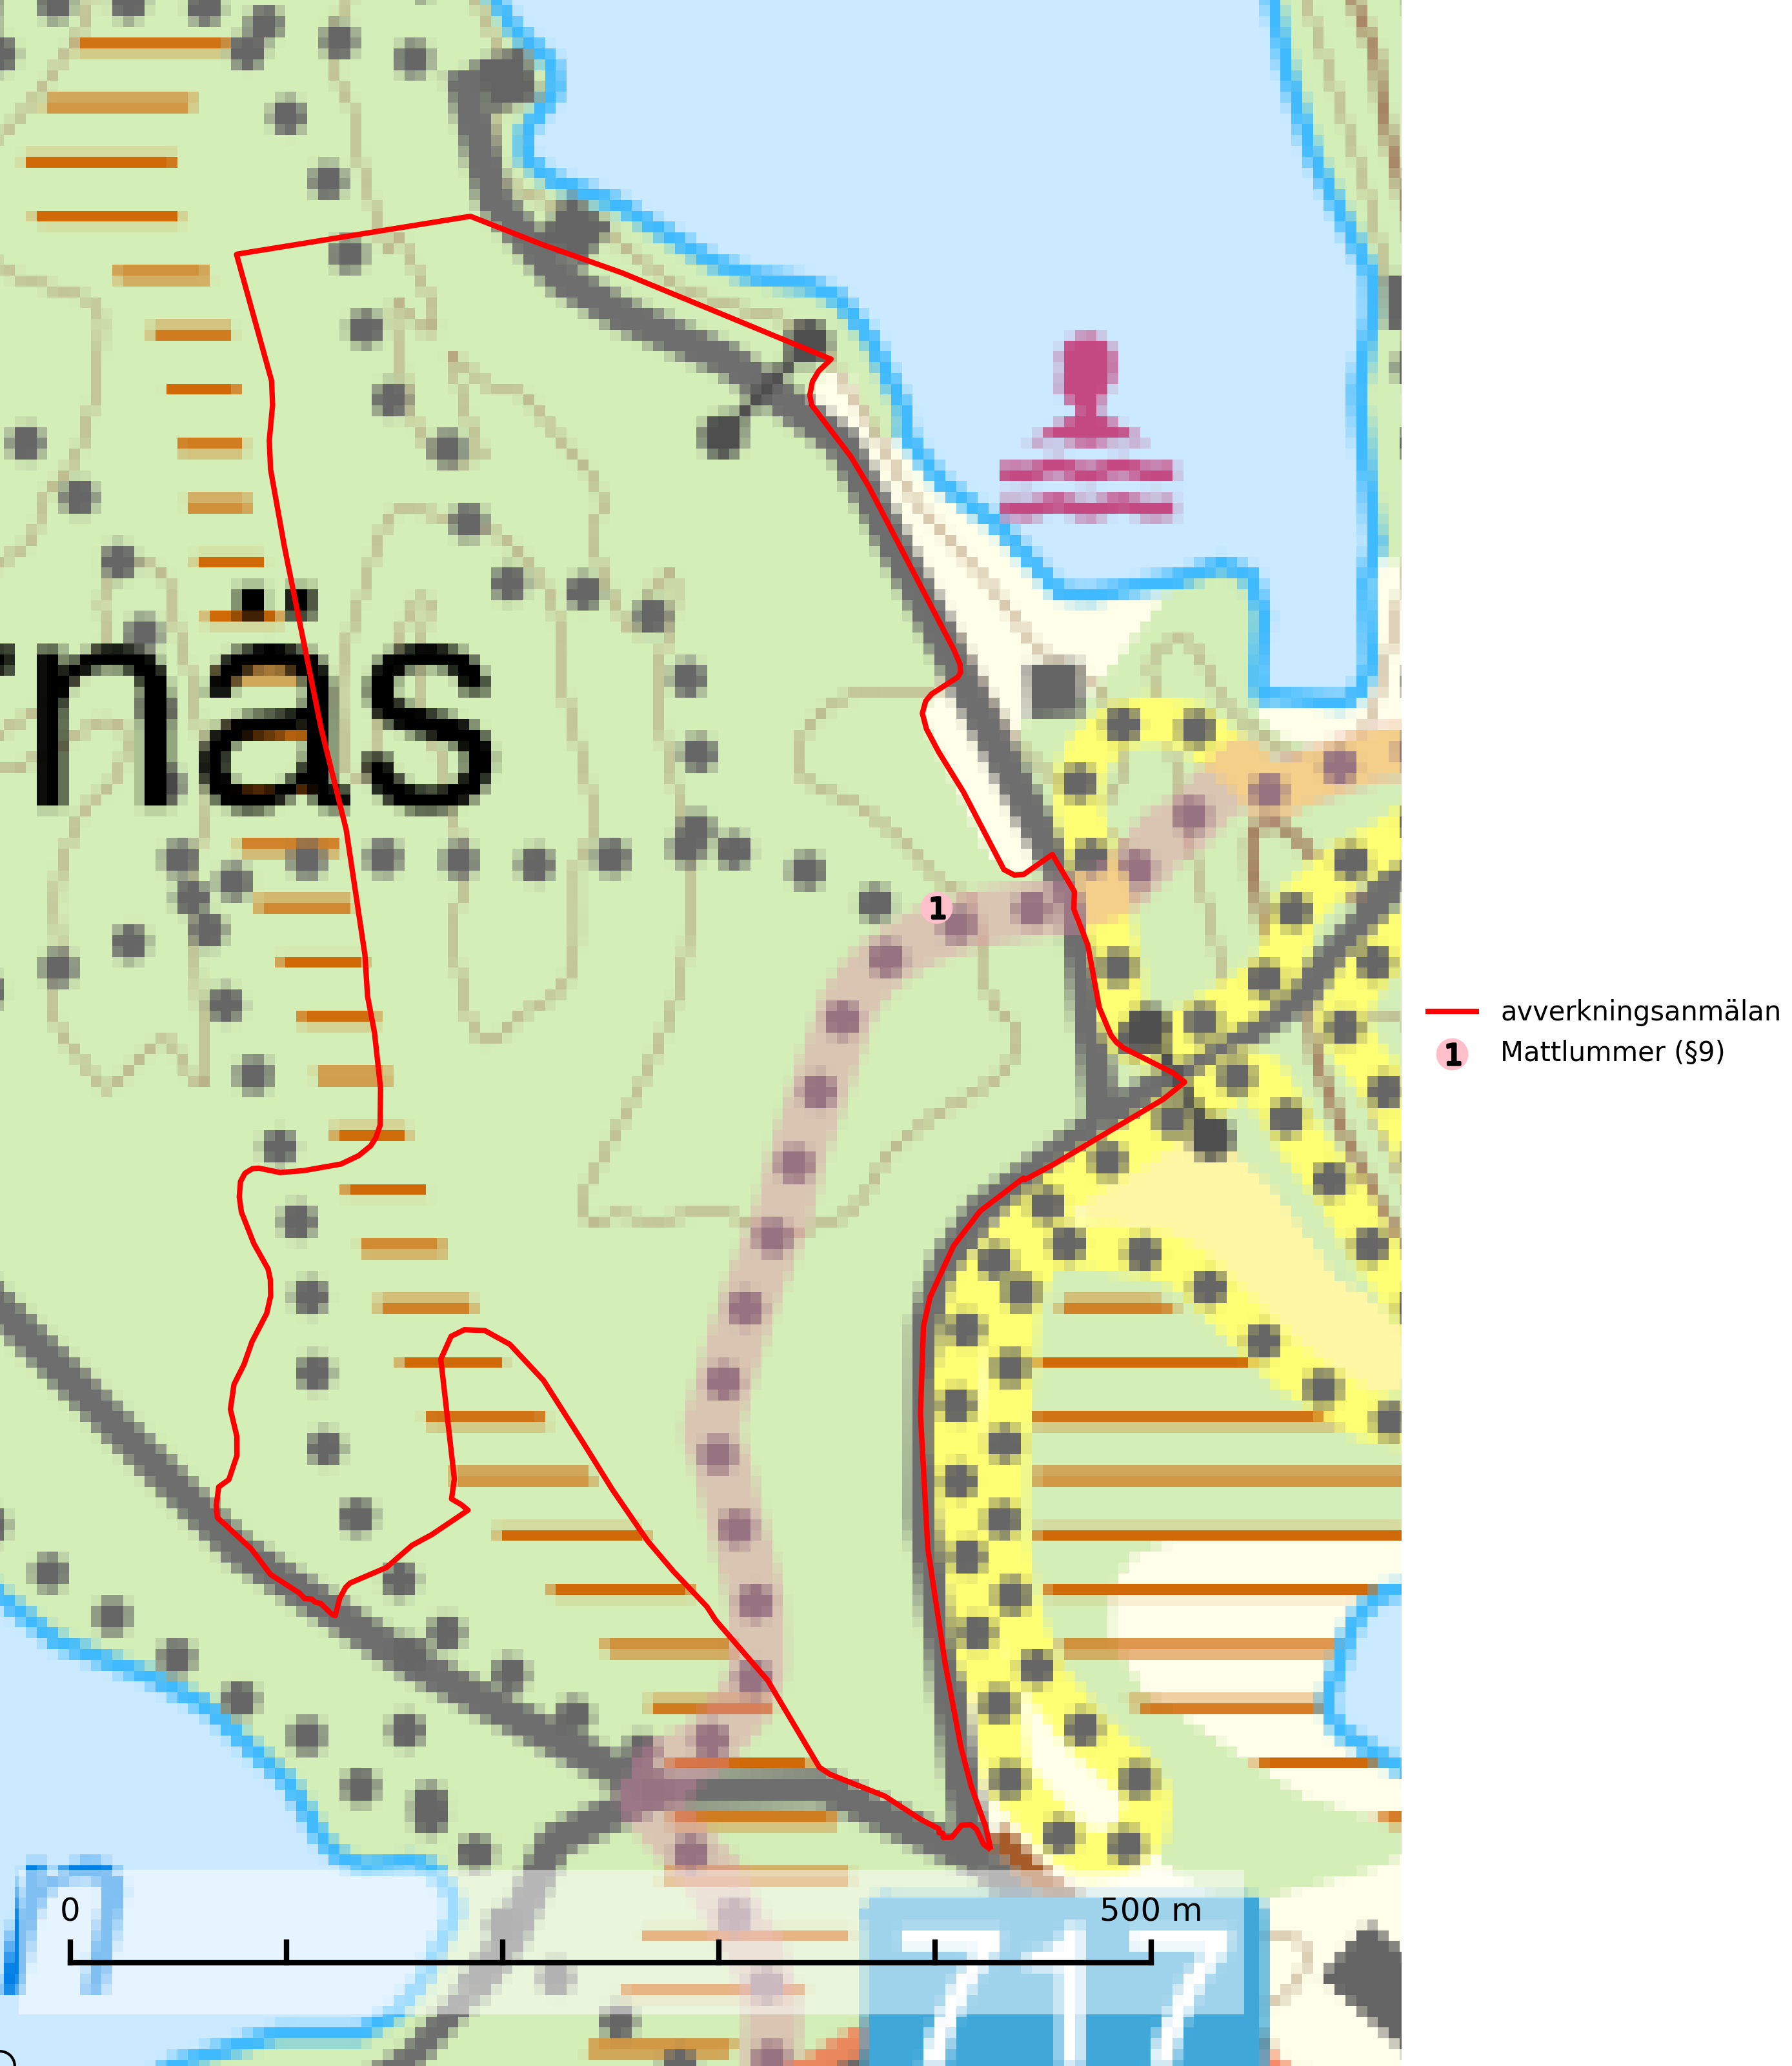 rnäs
1
avverkningsanmälan
1 Mattlummer (§9)
0 500 m
n
717